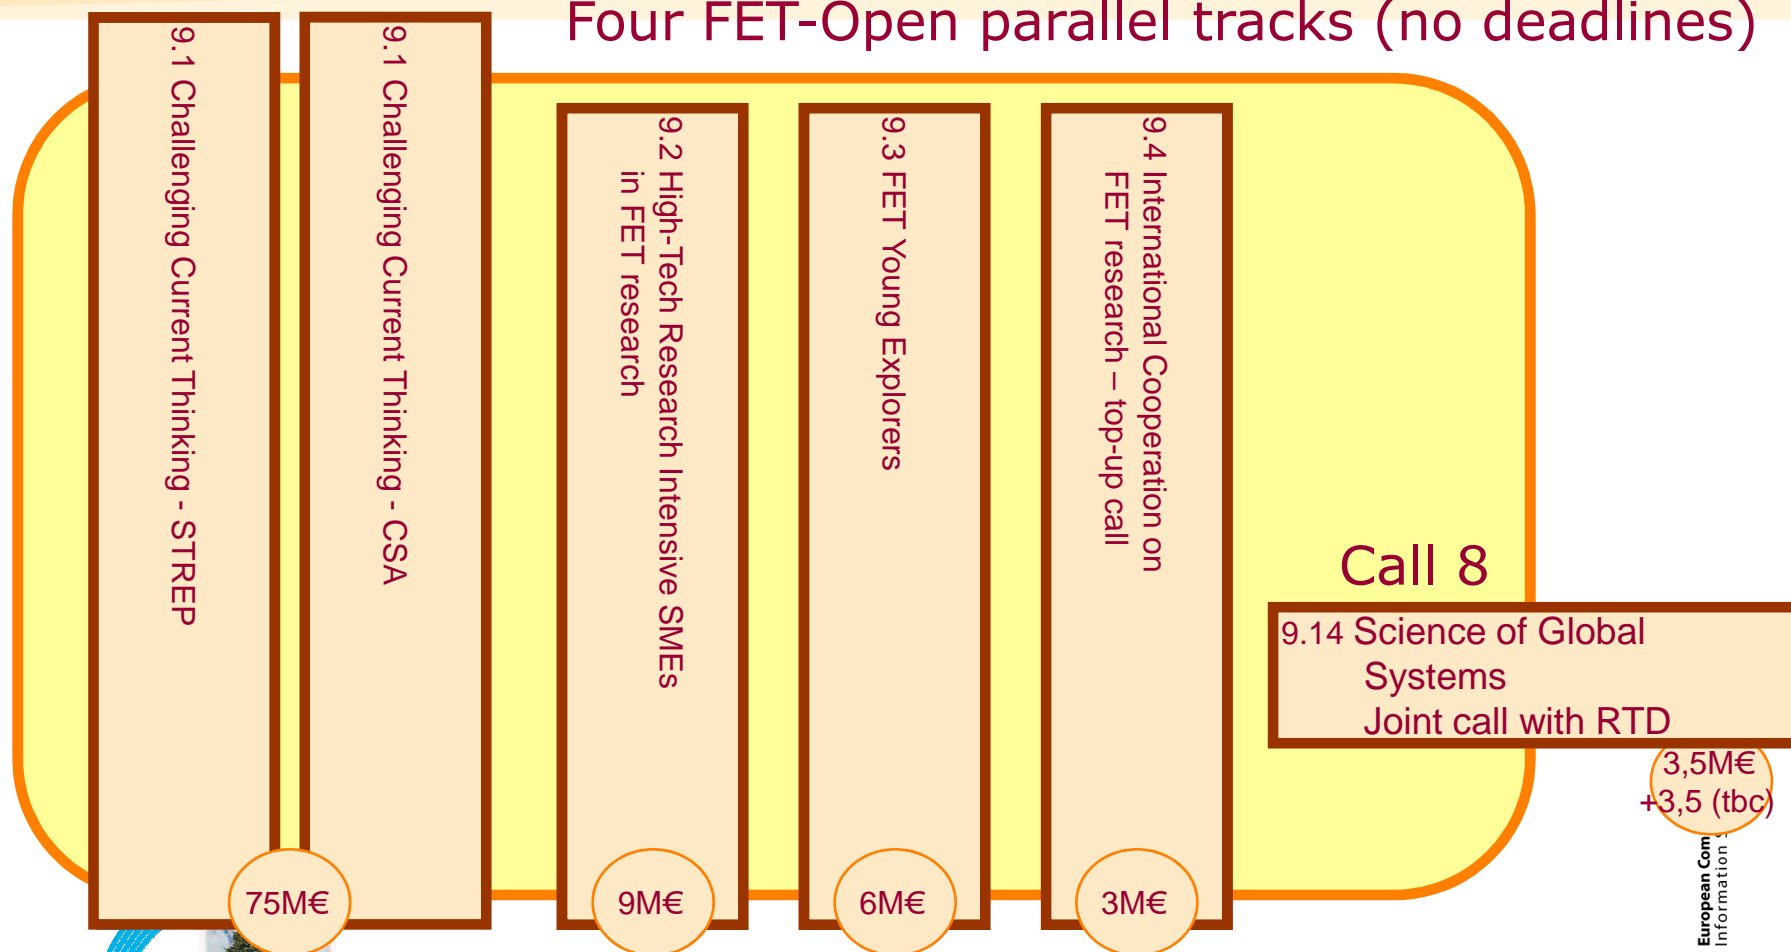 Four FET-Open parallel tracks (no deadlines)
9.1 Challenging Current Thinking - STREP
9.1 Challenging Current Thinking - CSA
9.2 High-Tech Research Intensive SMEs
in FET research
9.3 FET Young Explorers
9.4 International Cooperation on
FET research – top-up call
75M€
9M€
6M€
3M€
Call 8
9.14 Science of Global
Systems
Joint call with RTD
3,5M€
+3,5 (tbc)
European Com
Information